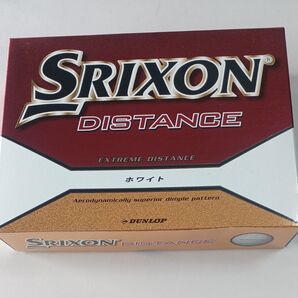 SRIXON®
DISTANCE
EXTREME DISTANCE
ホワイト
Aerodynamically superior dimple pattern
DUNLOP
SRIXON DISTANCE